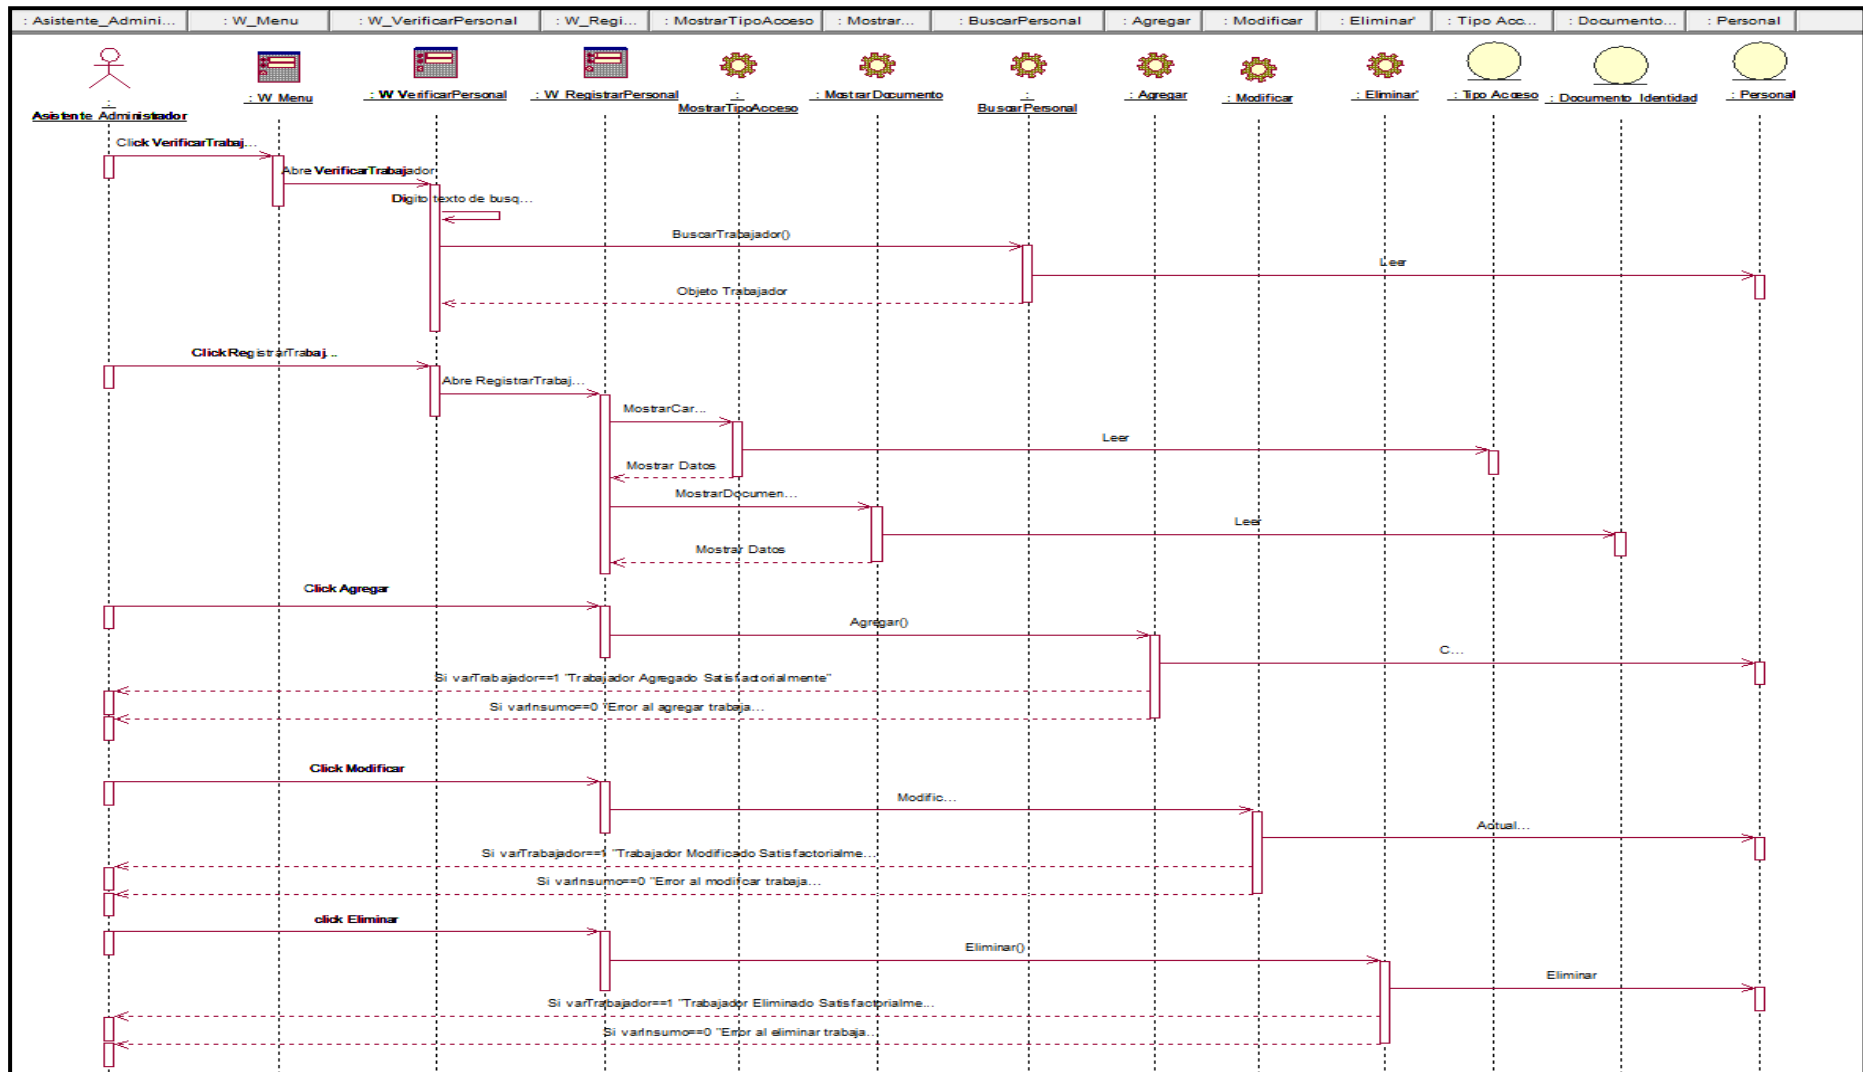 : Asistente_Admini...
: W_Menu
: W_VerificarPersonal
: W_Regi...
: MostrarTipoAcceso
: Mostrar...
: BuscarPersonal
: Agregar
: Modificar
: Eliminar'
: Tipo Acc...
: Documento...
: Personal
:
Asistente_Administrador
: W_Menu
: W_VerificarPersonal
: W_RegistrarPersonal
:
MostrarTipoAcceso
: MostrarDocumento
:
BuscarPersonal
: Agregar
: Modificar
: Eliminar'
: Tipo Acceso
: Documento_Identidad
: Personal
Click VerificarTrabaj...
Abre VerificarTrabajador
Digito texto de busq...
BuscarTrabajador()
Leer
Objeto Trabajador
Click RegistrarTrabaj...
Abre RegistrarTrabaj...
MostrarCar...
Leer
Mostrar Datos
MostrarDocumen...
Leer
Mostrar Datos
Click Agregar
Agregar()
C...
Si varTrabajador==1 "Trabajador Agregado Satisfactorialmente"
Si varInsumo==0 "Error al agregar trabaja...
Click Modificar
Modific...
Actual...
Si varTrabajador==1 "Trabajador Modificado Satisfactorialme...
Si varInsumo==0 "Error al modifcar trabaja...
click Eliminar
Eliminar()
Eliminar
Si varTrabajador==1 "Trabajador Eliminado Satisfactorialme...
Si varInsumo==0 "Error al eliminar trabaja...